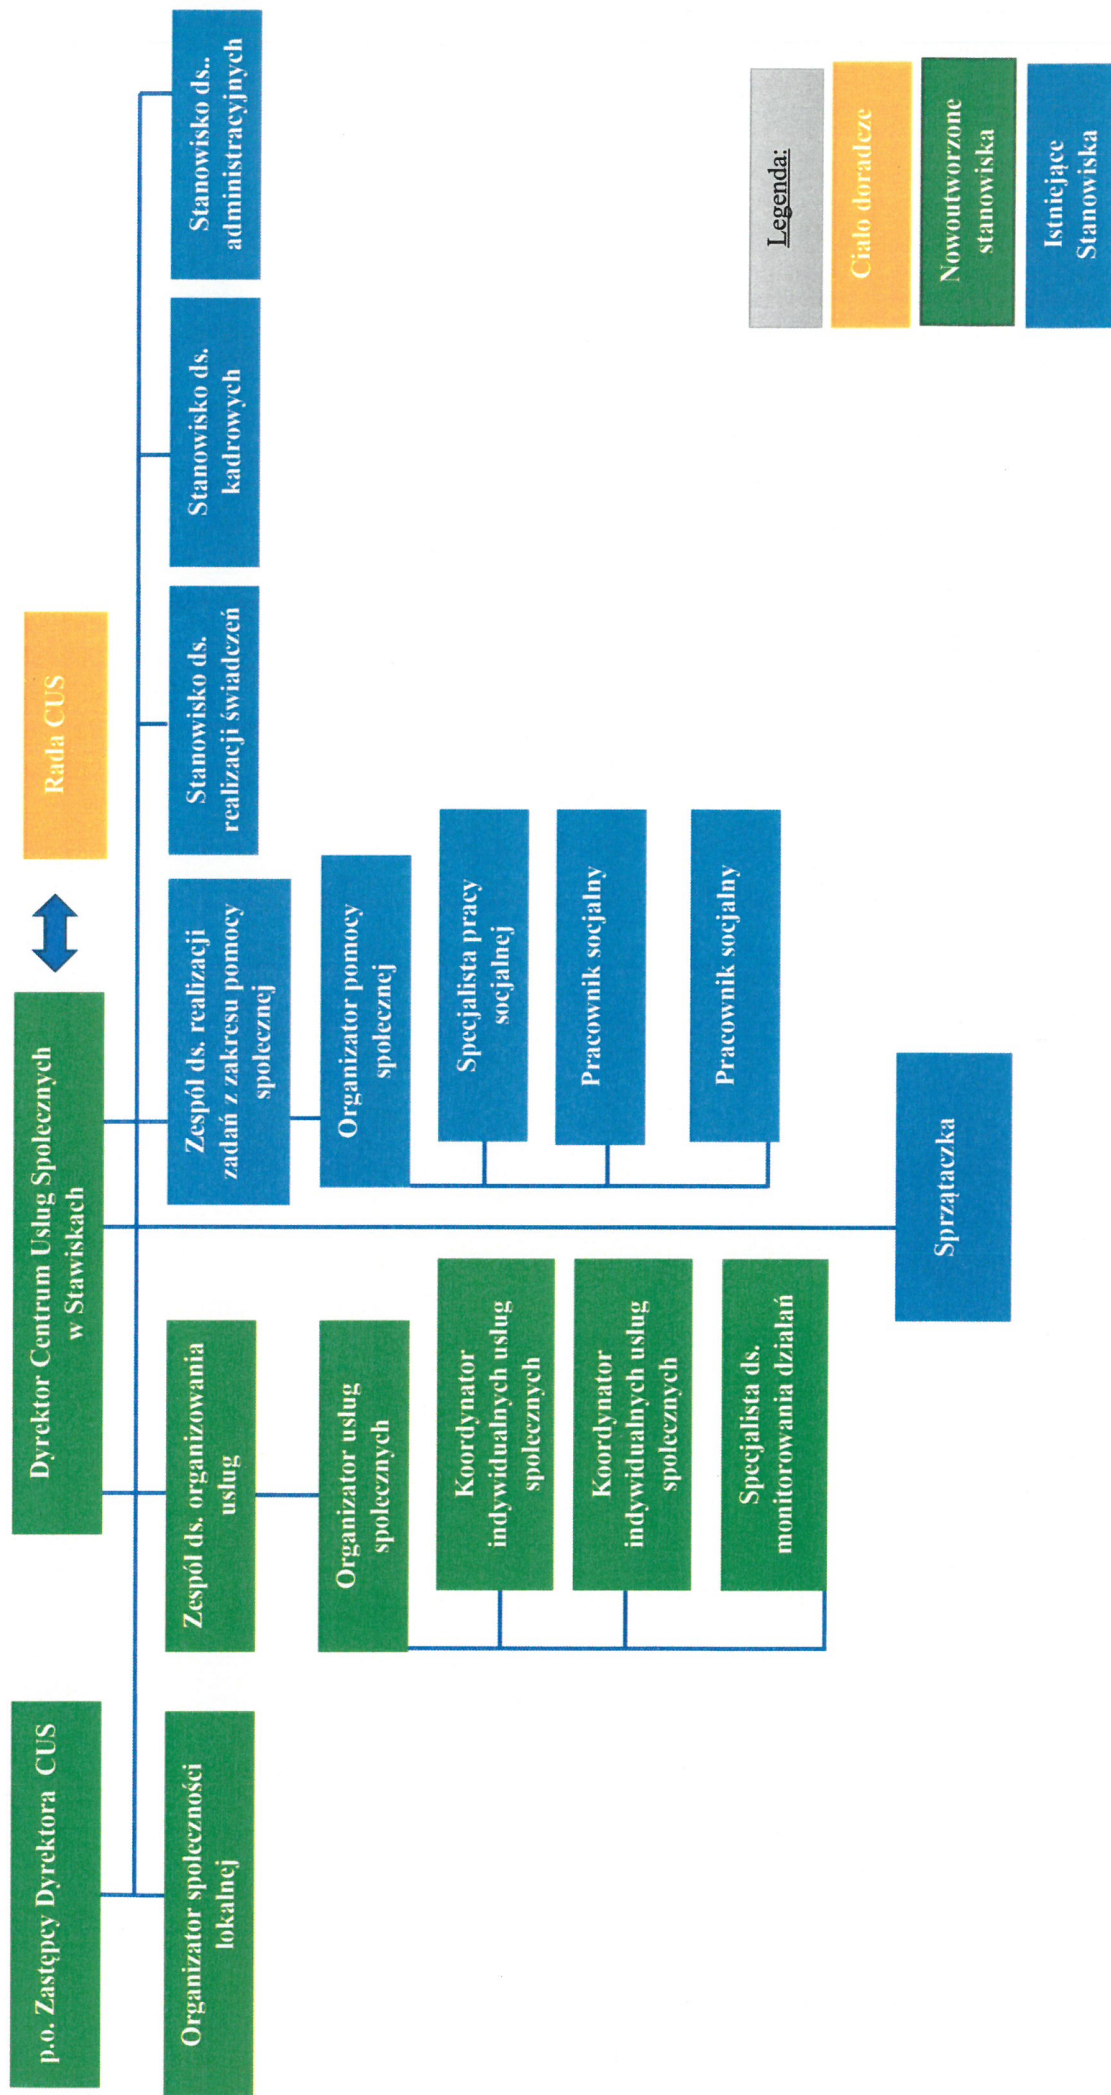 p.o. Zastępcy Dyrektora CUS
Dyrektor Centrum Usług Społecznych
w Stawiskach
Rada CUS
Organizator społeczności
lokalnej
Zespół ds. organizowania
usług
Zespół ds. realizacji
zadań z zakresu pomocy
społecznej
Stanowisko ds.
realizacji świadczeń
Stanowisko ds.
kadrowych
Stanowisko ds..
administracyjnych
Organizator usług
społecznych
Organizator pomocy
społecznej
Koordynator
indywidualnych usług
społecznych
Specjalista pracy
socjalnej
Koordynator
indywidualnych usług
społecznych
Pracownik socjalny
Specjalista ds.
monitorowania działań
Pracownik socjalny
Sprzątaczka
Legenda:
Ciało doradcze
Nowoutworzone
stanowiska
Istniejące
Stanowiska